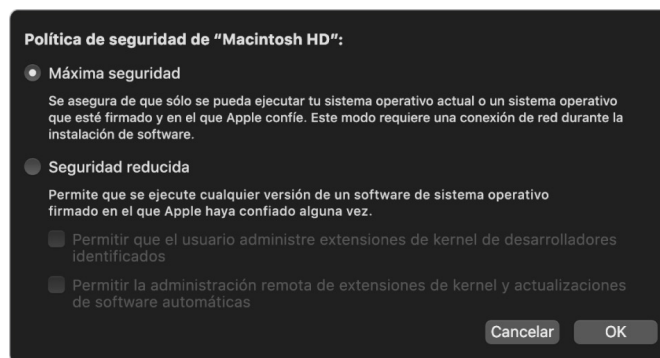 Política de seguridad de “Macintosh HD”:
Máxima seguridad
Se asegura de que sólo se pueda ejecutar tu sistema operativo actual o un sistema operativo
que esté firmado y en el que Apple confíe. Este modo requiere una conexión de red durante la
instalación de software.
Seguridad reducida
Permite que se ejecute cualquier versión de un software de sistema operativo
firmado en el que Apple haya confiado alguna vez.
Permitir que el usuario administre extensiones de kernel de desarrolladores
identificados
Permitir la administración remota de extensiones de kernel y actualizaciones
de software automáticas
Cancelar OK